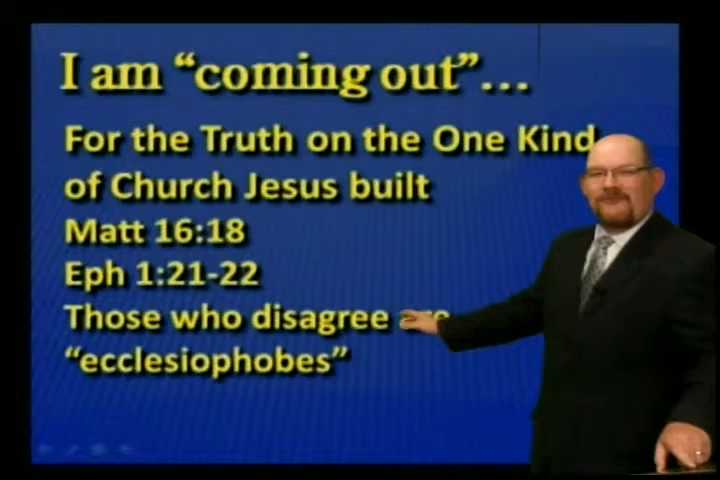 I am “coming out”...
For the Truth on the One Kind
of Church Jesus built
Matt 16:18
Eph 1:21-22
Those who disagree are
“ecclesiophobes”